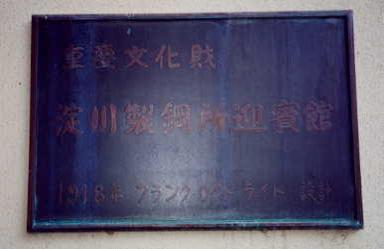 重要文化財
淀川製鋼所迎賓館
1918年 フランク ロイド ライト 設計